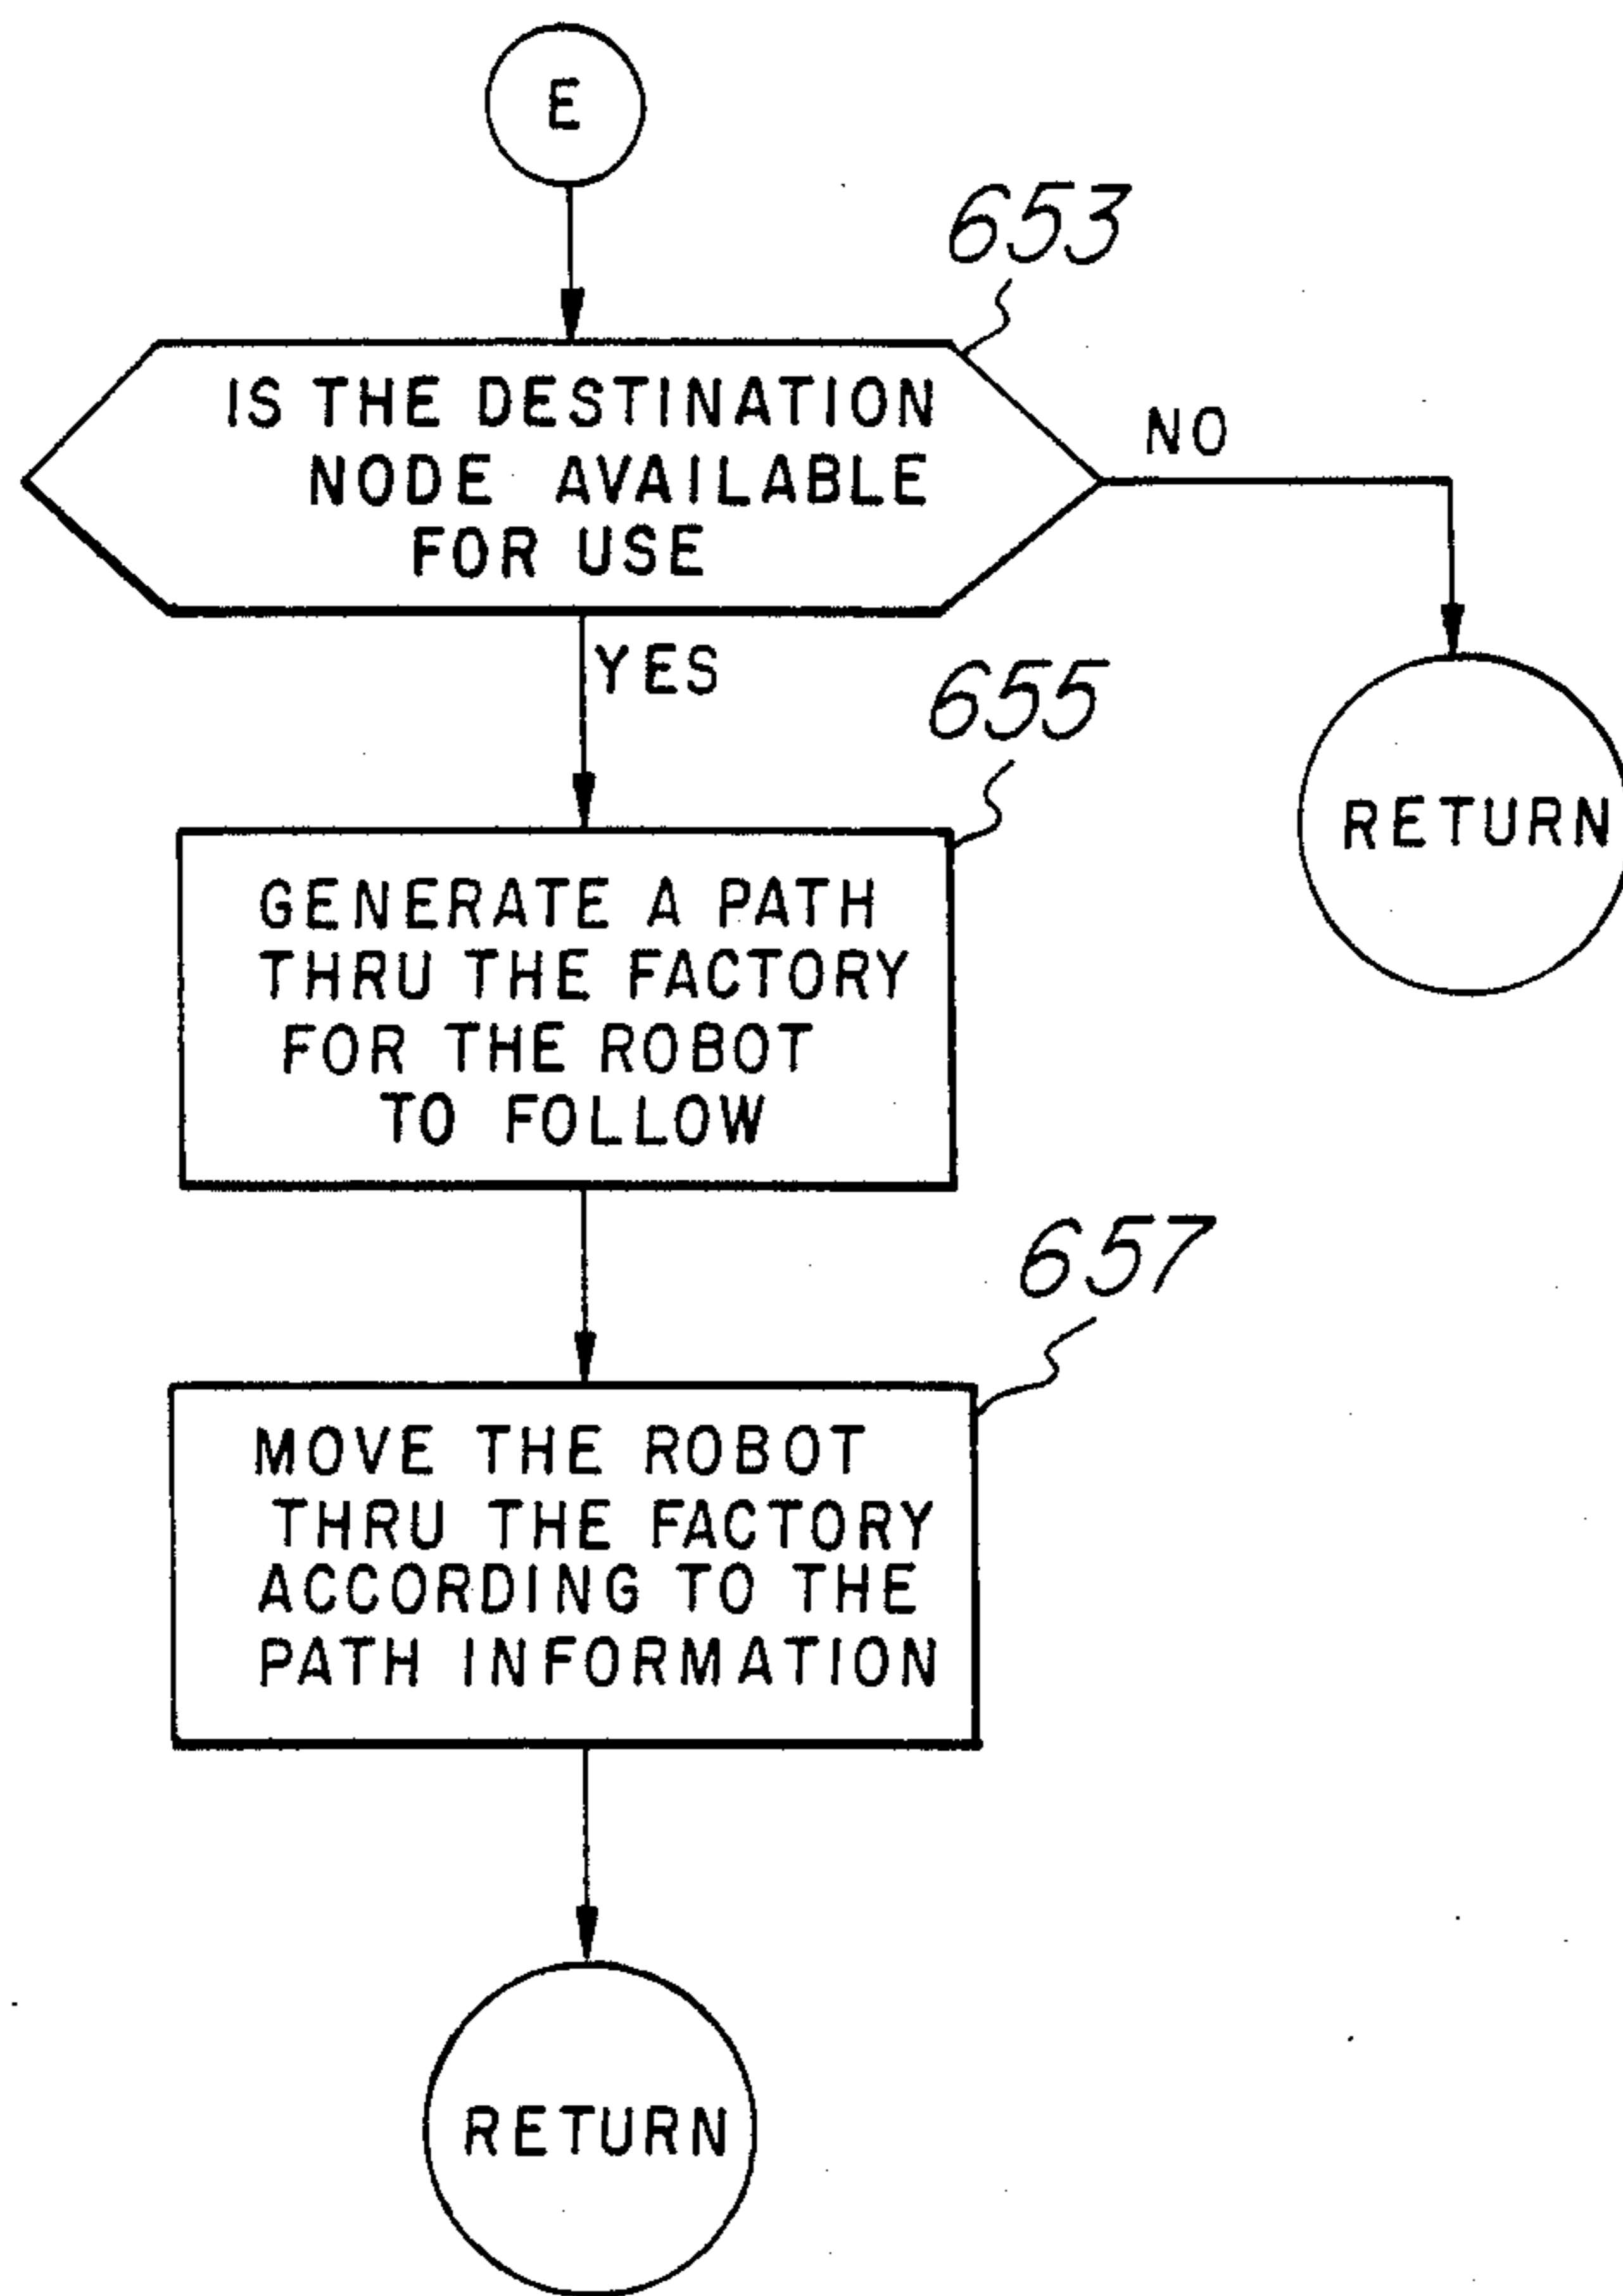 E
653
IS THE DESTINATION
NODE AVAILABLE
FOR USE
NO
YES
655
RETURN
GENERATE A PATH
THRU THE FACTORY
FOR THE ROBOT
TO FOLLOW
657
MOVE THE ROBOT
THRU THE FACTORY
ACCORDING TO THE
PATH INFORMATION
RETURN